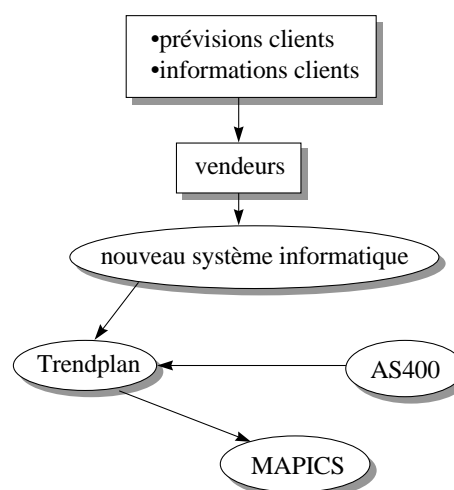 •prévisions clients
•informations clients
vendeurs
nouveau système informatique
Trendplan
AS400
MAPICS